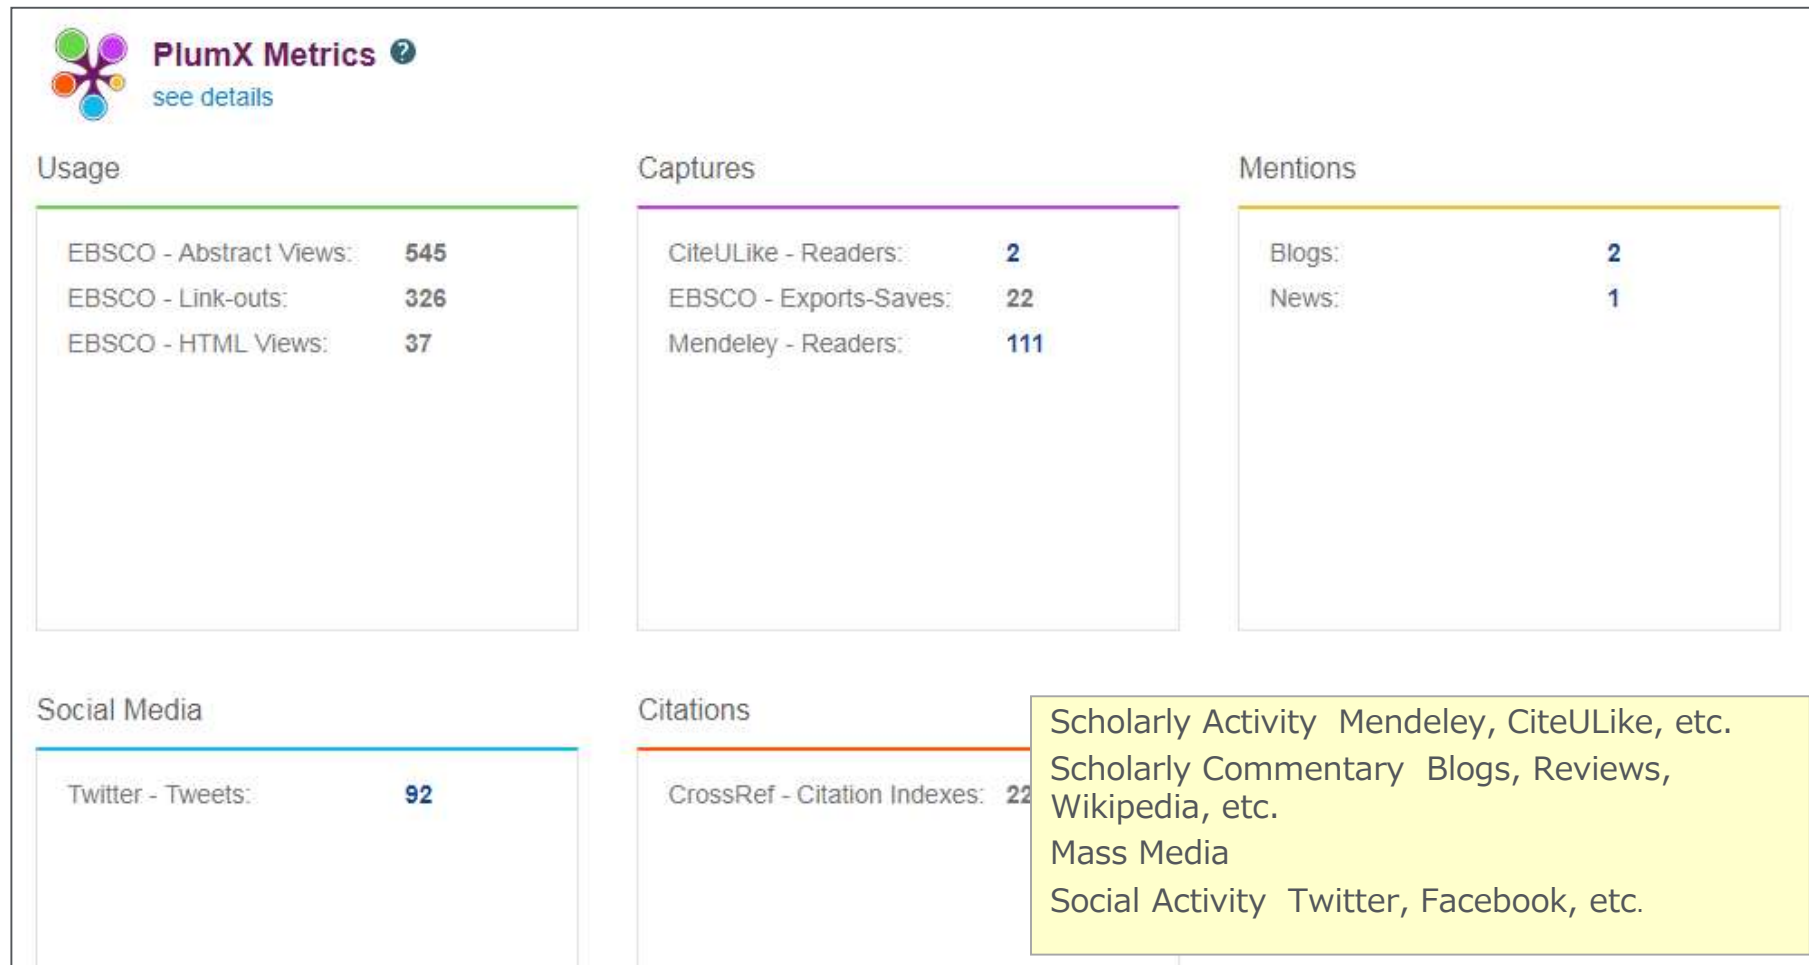 PlumX Metrics ?
see details
Usage
EBSCO - Abstract Views: 545
EBSCO - Link-outs: 326
EBSCO - HTML Views: 37
Captures
CiteULike - Readers: 2
EBSCO - Exports-Saves: 22
Mendeley - Readers: 111
Mentions
Blogs: 2
News: 1
Social Media
Twitter - Tweets: 92
Citations
CrossRef - Citation Indexes: 22
Scholarly Activity  Mendeley, CiteULike, etc.
Scholarly Commentary  Blogs, Reviews,
Wikipedia, etc.
Mass Media
Social Activity  Twitter, Facebook, etc.